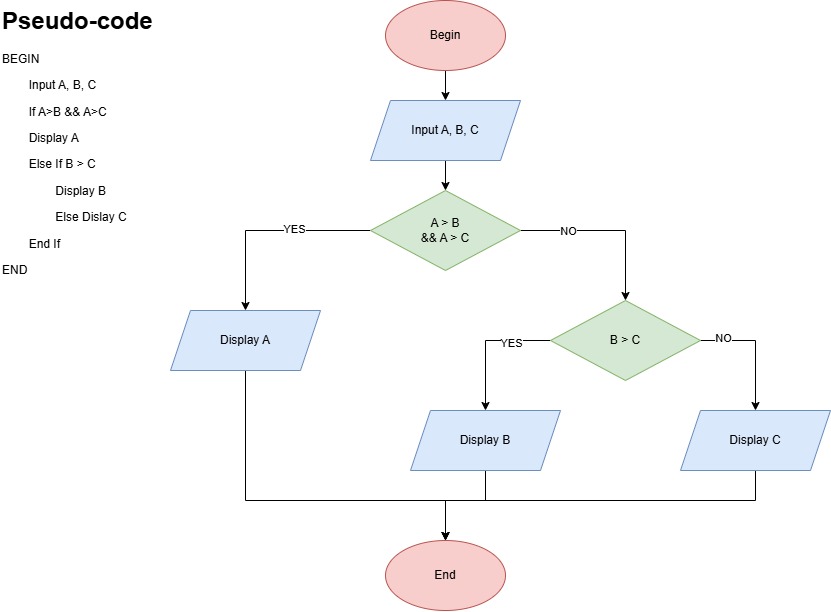 Pseudo-code
BEGIN
Input A, B, C
If A>B && A>C
Display A
Else If B > C
Display B
Else Dislay C
End If
END
Begin
Input A, B, C
A > B
&& A > C
YES
NO
Display A
B > C
YES
NO
Display B
Display C
End